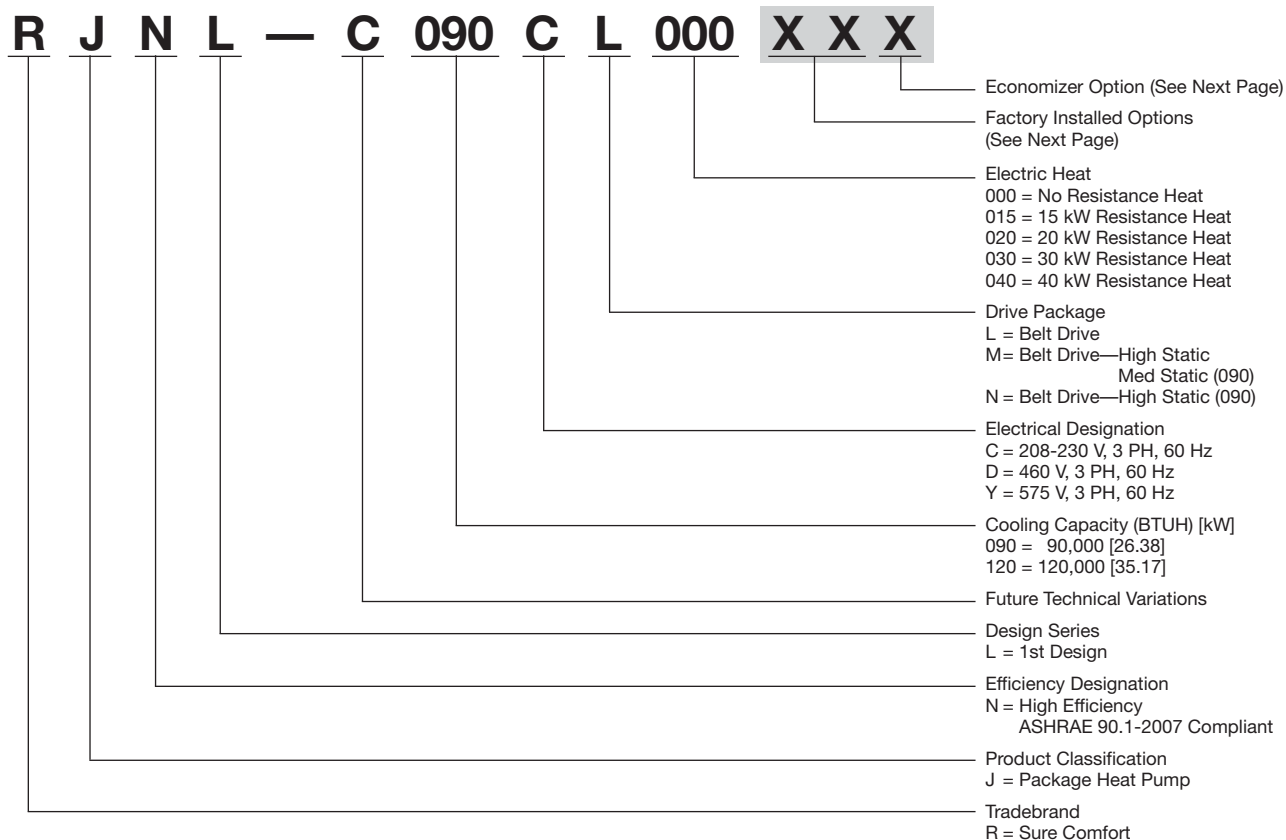 R J N L — C 090 C L 000 X X X
Economizer Option (See Next Page)
Factory Installed Options
(See Next Page)
Electric Heat
000 = No Resistance Heat
015 = 15 kW Resistance Heat
020 = 20 kW Resistance Heat
030 = 30 kW Resistance Heat
040 = 40 kW Resistance Heat
Drive Package
L = Belt Drive
M= Belt Drive—High Static
Med Static (090)
N = Belt Drive—High Static (090)
Electrical Designation
C = 208-230 V, 3 PH, 60 Hz
D = 460 V, 3 PH, 60 Hz
Y = 575 V, 3 PH, 60 Hz
Cooling Capacity (BTUH) [kW]
090 = 90,000 [26.38]
120 = 120,000 [35.17]
Future Technical Variations
Design Series
L = 1st Design
Efficiency Designation
N = High Efficiency
ASHRAE 90.1-2007 Compliant
Product Classification
J = Package Heat Pump
Tradebrand
R = Sure Comfort